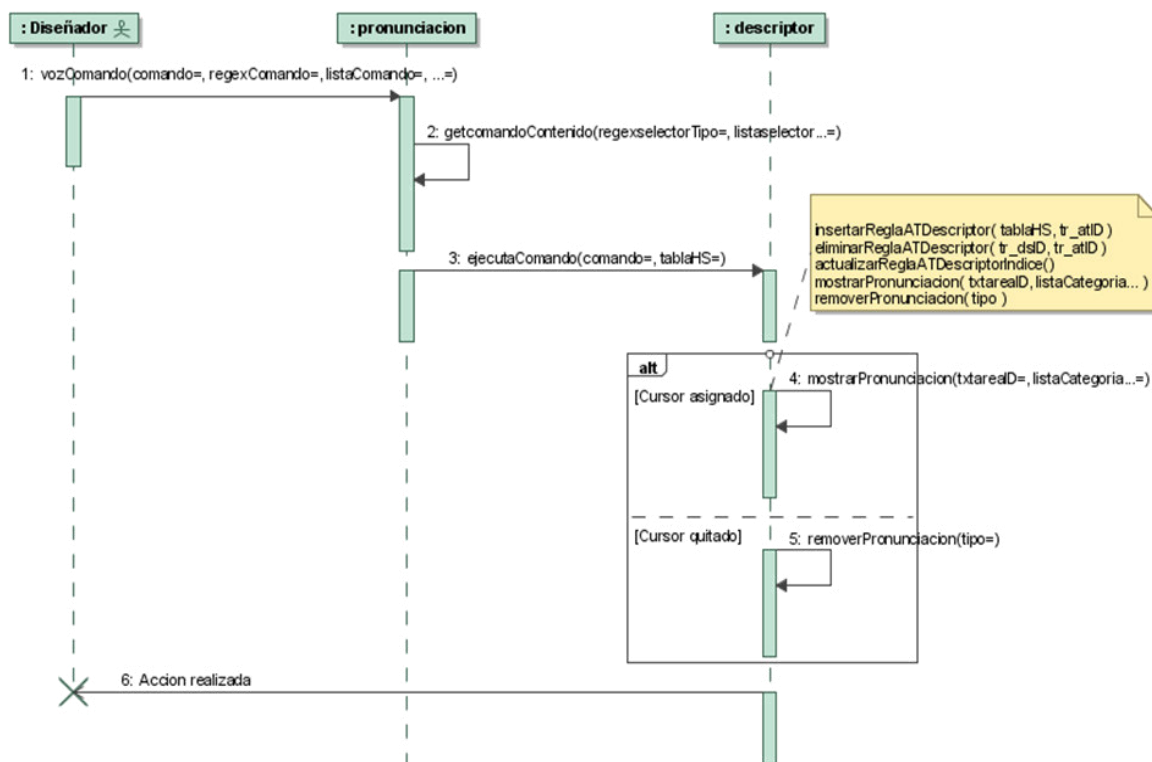 : Diseñador
: pronunciacion
: descriptor
1: vozComando(comando=, regexComando=, listaComando=, ...=)
2: getcomandoContenido(regexselectorTipo=, listaselector...=)
insertarReglaATDescriptor( tablaHS, tr_atID )
eliminarReglaATDescriptor( tr_dsID, tr_atID )
actualizarReglaATDescriptorIndice()
mostrarPronunciacion( txtareaID, listaCategoria... )
removerPronunciacion( tipo )
3: ejecutaComando(comando=, tablaHS=)
alt
4: mostrarPronunciacion(txtareaID=, listaCategoria...=)
[Cursor asignado]
[Cursor quitado]
5: removerPronunciacion(tipo=)
6: Accion realizada